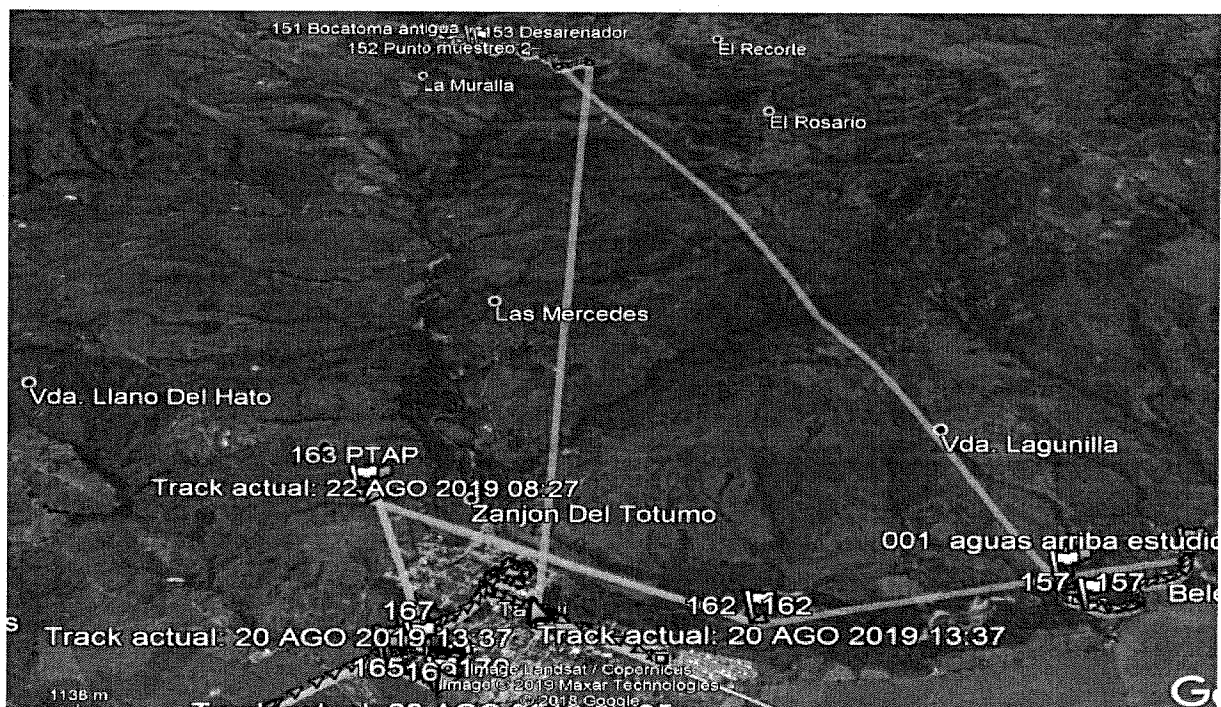 151 Bocatoma antigua 153 Desarenador
152 Punto muestreo 2
El Recorte
La Muralla
El Rosario
Las Mercedes
Vda. Llano Del Hato
Vda. Lagunilla
163 PTAP
Track actual: 22 AGO 2019 08:27
Zanjon Del Totumo
001 aguas arriba estudio
157 157
Bele
162 162
167
Track actual: 20 AGO 2019 13:37
Track actual: 20 AGO 2019 13:37
165
Image Landsat / Copernicus
Image © 2019 Maxar Technologies
© 2018 Google
1138 m